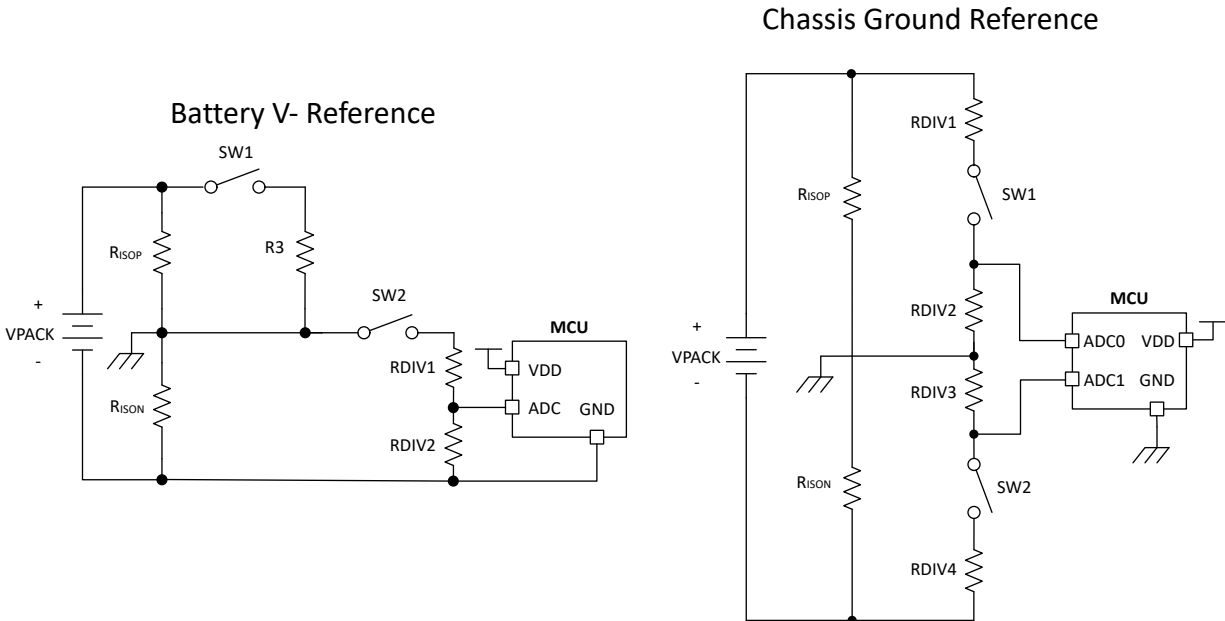 Chassis Ground Reference
Battery V- Reference
SW1
RISOP
R3
SW2
+
VPACK
-
MCU
RDIV1
VDD
ADC
GND
RISON
RDIV2
RDIV1
SW1
RISOP
MCU
RDIV2
ADC0
VDD
+
VPACK
-
ADC1
GND
RDIV3
RISON
SW2
RDIV4